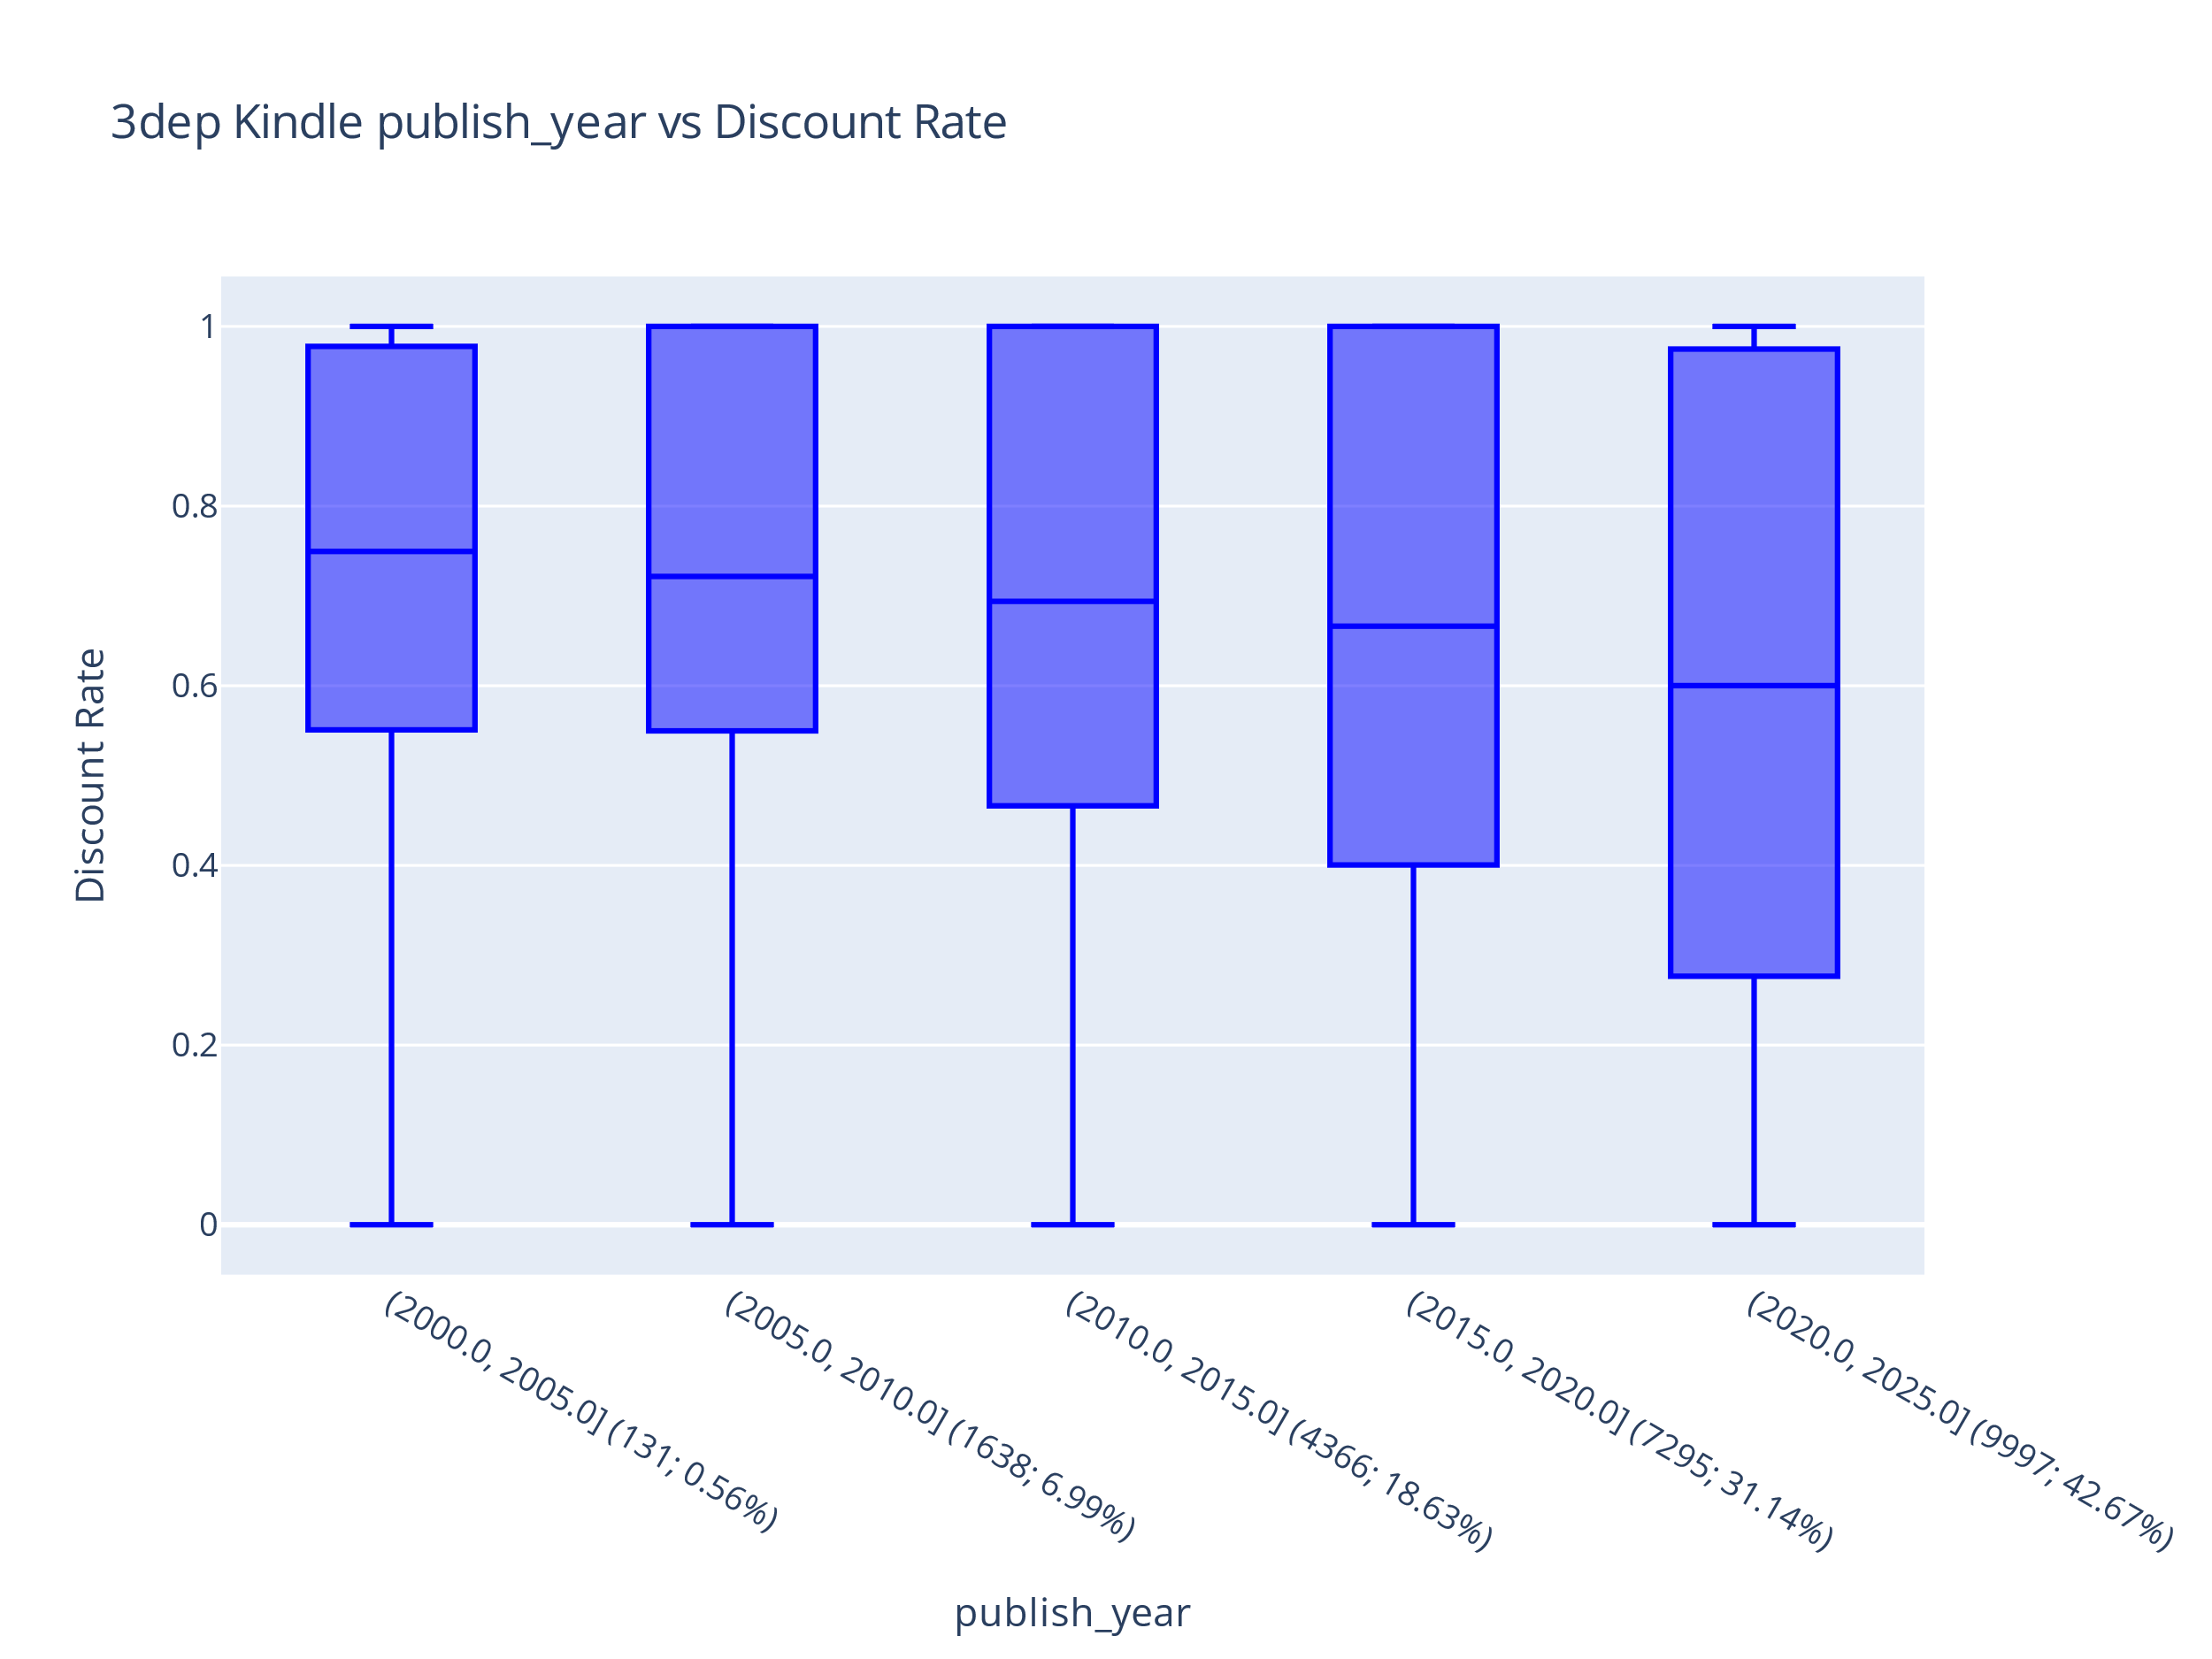 3dep Kindle publish_year vs Discount Rate
1
0.8
0.6
0.4
0.2
0
Discount Rate
(2000.0, 2005.0] (131; 0.56%)
(2005.0, 2010.0] (1638; 6.99%)
(2010.0, 2015.0] (4366; 18.63%)
(2015.0, 2020.0] (7295; 31.14%)
(2020.0, 2025.0] (9997; 42.67%)
publish_year